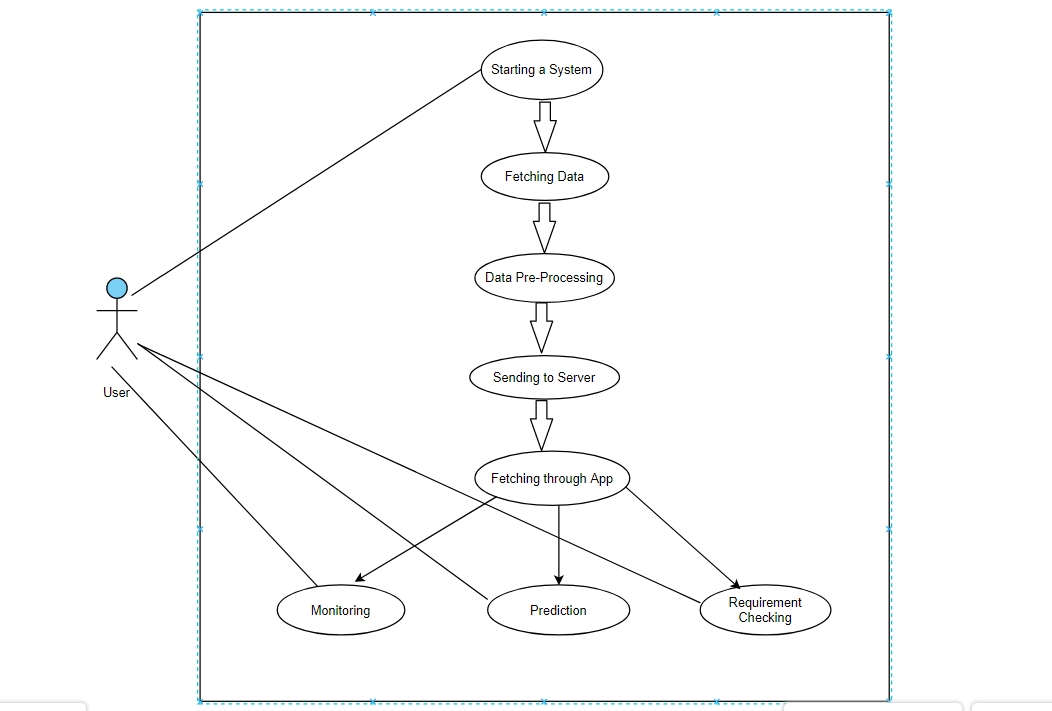 Starting a System
Fetching Data
Data Pre-Processing
Sending to Server
User
Fetching through App
Monitoring
Prediction
Requirement
Checking